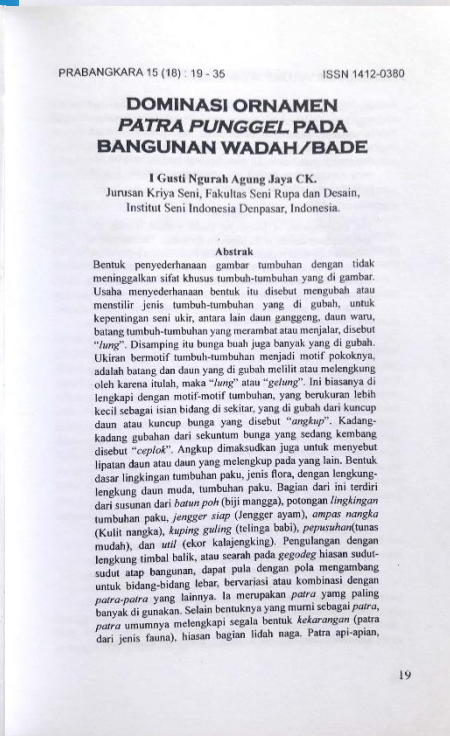 PRABANGKARA 15 (18) : 19 - 35 ISSN 1412-0380
DOMINASI ORNAMEN
PATRA PUNGGEL PADA
BANGUNAN WADAH/BADE
I Gusti Ngurah Agung Jaya CK.
Jurusan Kriya Seni, Fakultas Seni Rupa dan Desain,
Institut Seni Indonesia Denpasar, Indonesia.
Abstrak
Bentuk penyederhanaan gambar tumbuhan dengan tidak
meninggalkan sifat khusus tumbuh-tumbuhan yang di gambar.
Usaha menyederhanaan bentuk itu disebut mengubah atau
menstilir jenis tumbuh-tumbuhan yang di gubah, untuk
kepentingan seni ukir, antara lain daun ganggeng, daun waru,
batang tumbuh-tumbuhan yang merambat atau menjalar, disebut
"lung". Disamping itu bunga buah juga banyak yang di gubah.
Ukiran bermotif tumbuh-tumbuhan menjadi motif pokoknya,
adalah batang dan daun yang di gubah melilit atau melengkung
oleh karena itulah, maka "lung" atau "gelung". Ini biasanya di
lengkapi dengan motif-motif tumbuhan, yang berukuran lebih
kecil sebagai isian bidang di sekitar, yang di gubah dari kuncup
daun atau kuncup bunga yang disebut "angkup". Kadang-
kadang gubahan dari sekuntum bunga yang sedang kembang
disebut "ceplok". Angkup dimaksudkan juga untuk menyebut
lipatan daun atau daun yang melengkup pada yang lain. Bentuk
dasar lingkingan tumbuhan paku, jenis flora, dengan lengkung-
lengkung daun muda, tumbuhan paku. Bagian dari ini terdiri
dari susunan dari batun poh (biji mangga), potongan lingkingan
tumbuhan paku, jengger siap (Jengger ayam), ampas nangka
(Kulit nangka), kuping guling (telinga babi), pepusuhan(tunas
mudah), dan util (ekor kalajengking). Pengulangan dengan
lengkung timbal balik, atau searah pada gegodeg hiasan sudut-
sudut atap bangunan, dapat pula dengan pola mengambang
untuk bidang-bidang lebar, bervariasi atau kombinasi dengan
patra-patra yang lainnya. Ia merupakan patra yamg paling
banyak di gunakan. Selain bentuknya yang murni sebagai patra,
patra umumnya melengkapi segala bentuk kekarangan (patra
dari jenis fauna), hiasan bagian lidah naga. Patra api-apian,
19